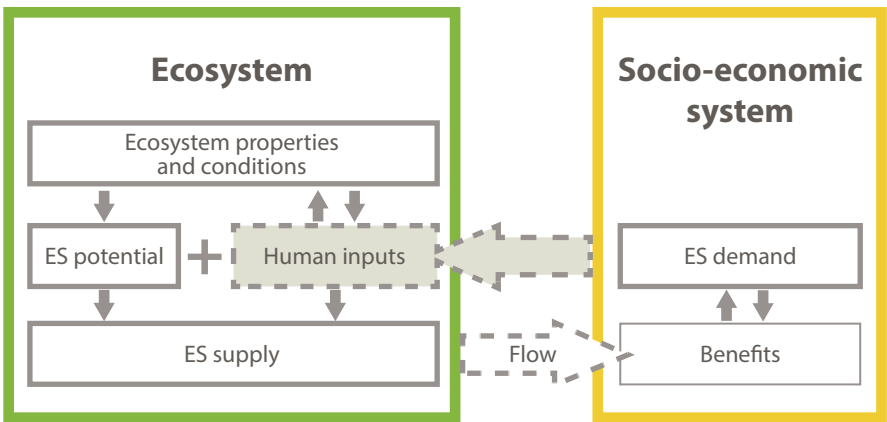 Ecosystem
Ecosystem properties
and conditions
ES potential
+
Human inputs
ES supply
Flow
Socio-economic
system
ES demand
Benefits